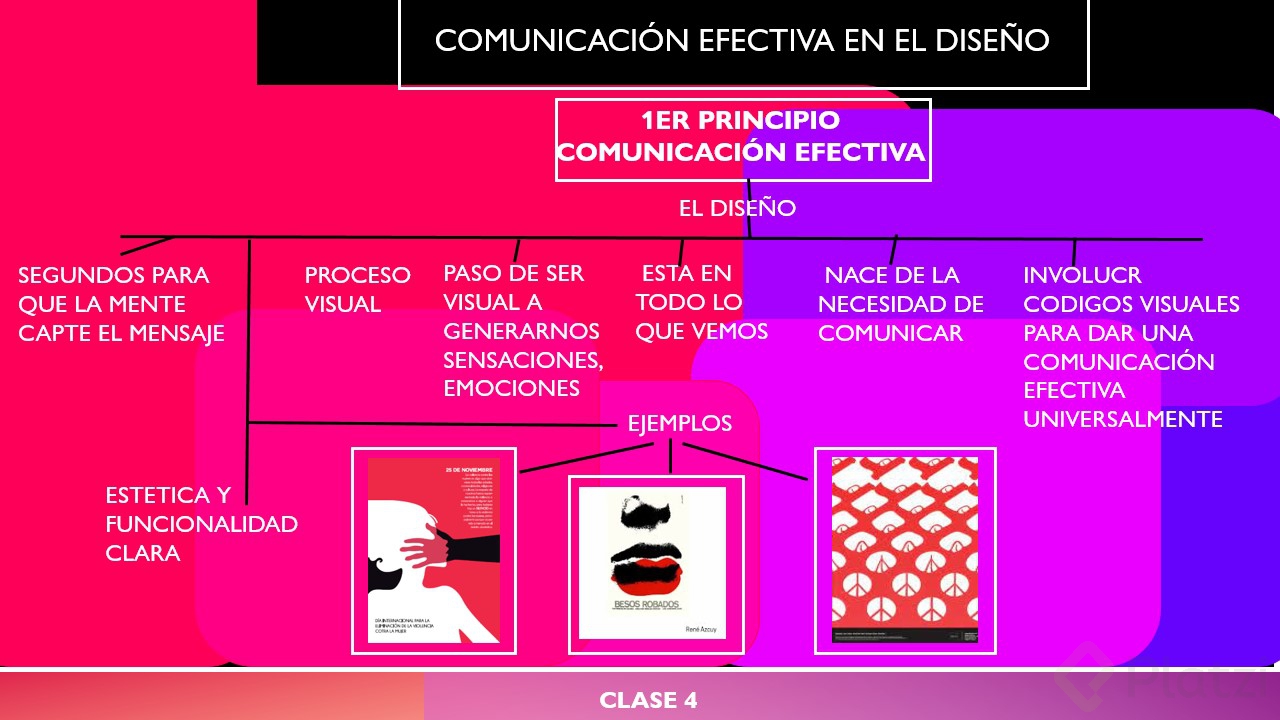 COMUNICACIÓN EFECTIVA EN EL DISEÑO
1ER PRINCIPIO
COMUNICACIÓN EFECTIVA
EL DISEÑO
SEGUNDOS PARA
QUE LA MENTE
CAPTE EL MENSAJE
PROCESO
VISUAL
PASO DE SER
VISUAL A
GENERARNOS
SENSACIONES,
EMOCIONES
ESTA EN
TODO LO
QUE VEMOS
NACE DE LA
NECESIDAD DE
COMUNICAR
INVOLUCR
CODIGOS VISUALES
PARA DAR UNA
COMUNICACIÓN
EFECTIVA
UNIVERSALMENTE
EJEMPLOS
ESTETICA Y
FUNCIONALIDAD
CLARA
25 DE NOVIEMBRE
DÍA INTERNACIONAL PARA LA
ELIMINACIÓN DE LA VIOLENCIA
COTRA LA MUJER
BESOS ROBADOS
René Azcuy
CLASE 4
Platzi